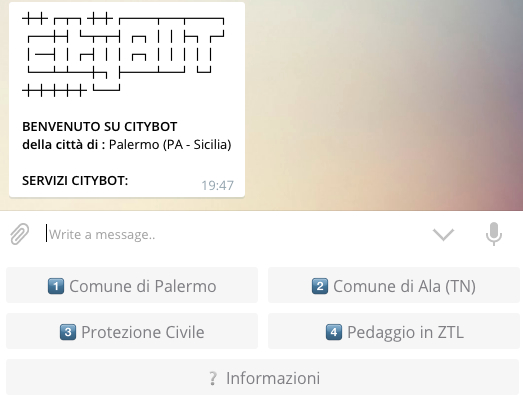 BENVENUTO SU CITYBOT
della città di : Palermo (PA - Sicilia)
SERVIZI CITYBOT:
19:47
Write a message..
1 Comune di Palermo
2 Comune di Ala (TN)
3 Protezione Civile
4 Pedaggio in ZTL
? Informazioni